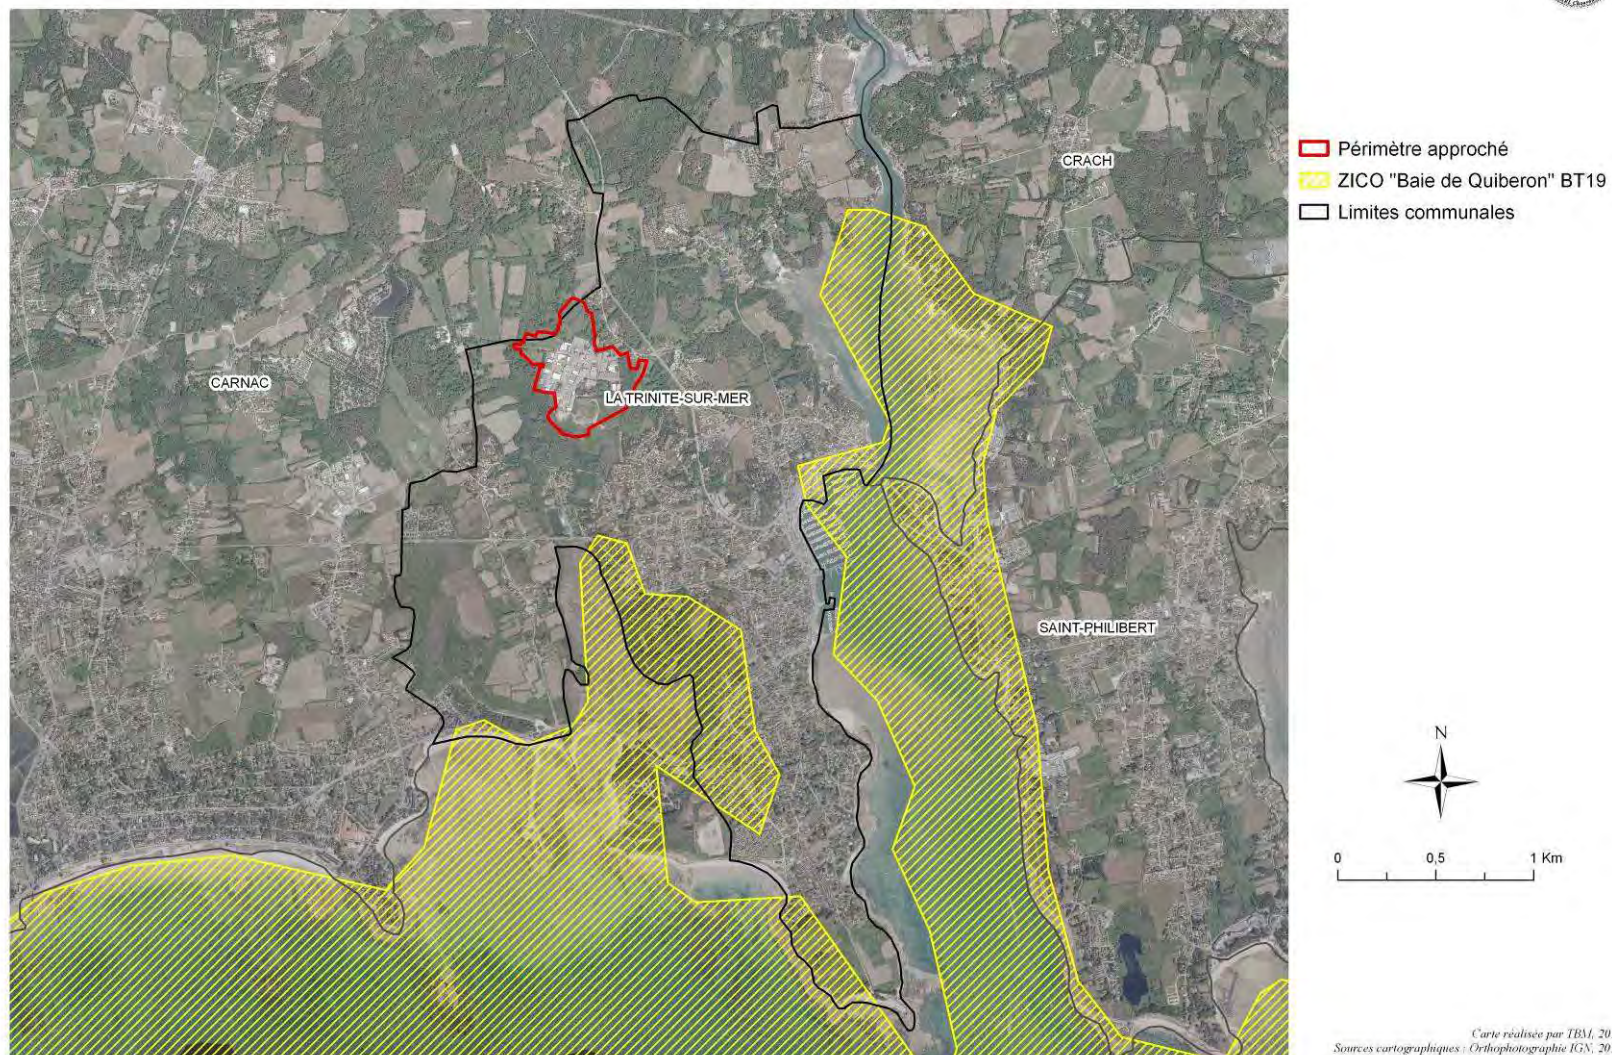 Périmètre approché
ZICO "Baie de Quiberon" BT19
Limites communales
CRACH
CARNAC
LA TRINITE-SUR-MER
SAINT-PHILIBERT
N
0 0,5 1 Km
Carte réalisée par TBM, 20
Sources cartographiques : Orthophotographie IGN, 20